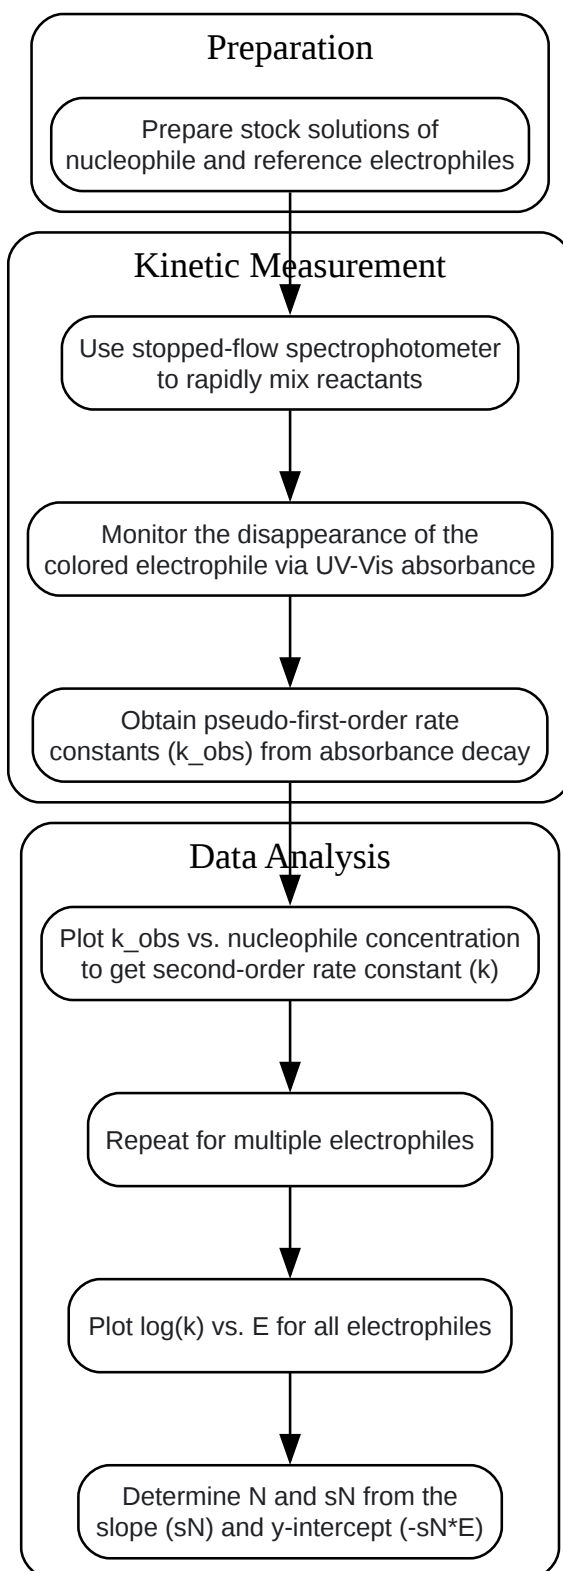 Preparation
Prepare stock solutions of
nucleophile and reference electrophiles
Kinetic Measurement
Use stopped-flow spectrophotometer
to rapidly mix reactants
Monitor the disappearance of the
colored electrophile via UV-Vis absorbance
Obtain pseudo-first-order rate
constants (k_obs) from absorbance decay
Data Analysis
Plot k_obs vs. nucleophile concentration
to get second-order rate constant (k)
Repeat for multiple electrophiles
Plot log(k) vs. E for all electrophiles
Determine N and sN from the
slope (sN) and y-intercept (-sN*E)